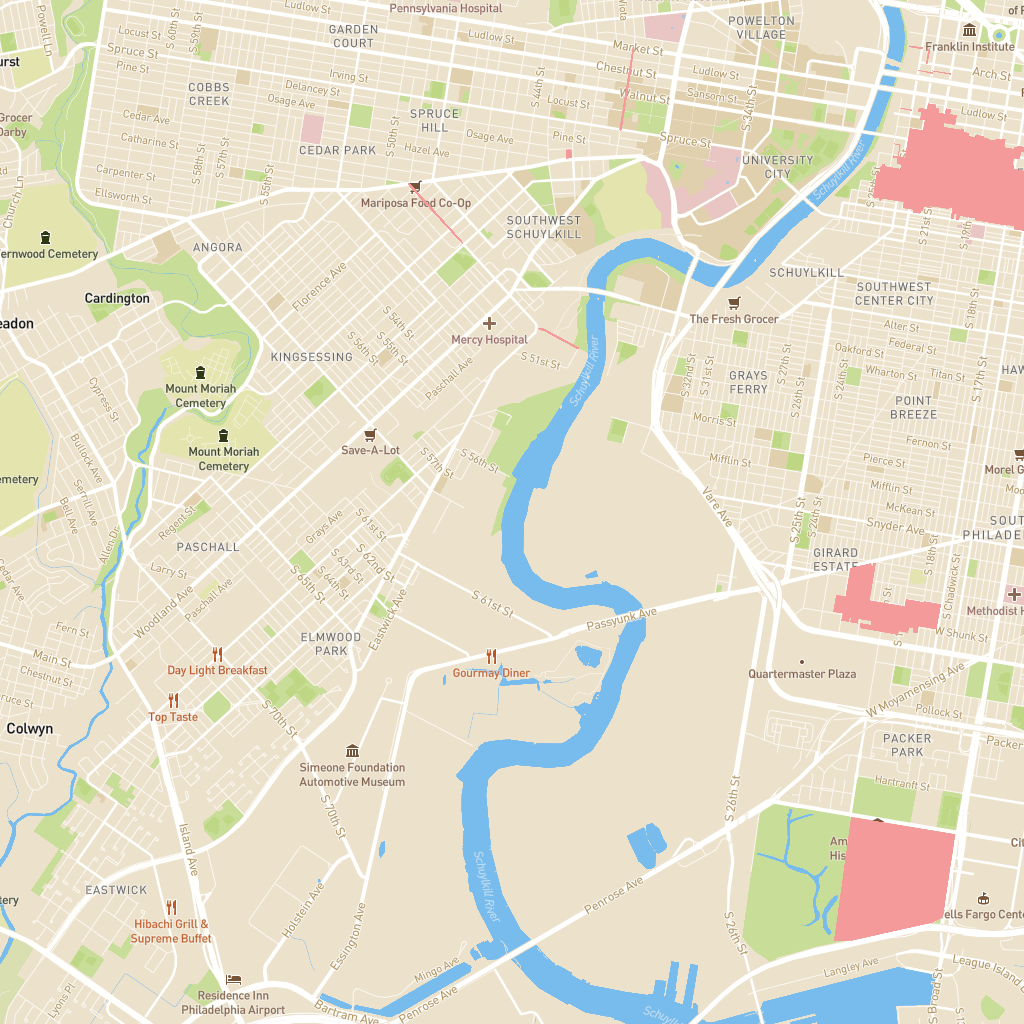 Pennsylvania Hospital
Ludlow St
of F
Powell Ln
S 60th St
S 59th St
GARDEN
COURT
Ludlow St
POWELTON
VILLAGE
Franklin Institute
Spruce St
Pine St
Market St
Chestnut St
Ludlow St
Arch St
urst
COBBS
CREEK
Irving St
Delancey St
Osage Ave
S 44th St
Walnut St
Sansom St
S 34th St
Locust St
Ludlow St
Grocer
Darby
Cedar Ave
Catharine St
SPRUCE
HILL
Osage Ave
Pine St
Spruce St
S 50th St
Hazel Ave
CEDAR PARK
S 58th St
S 57th St
S 55th St
UNIVERSITY
CITY
Schuylkill River
Carpenter St
Ellsworth St
Church Ln
Mariposa Food Co-Op
S 21st St
S 19th
SOUTHWEST
SCHUYLKILL
ANGORA
ernwood Cemetery
Cardington
Florence Ave
SCHUYLKILL
SOUTHWEST
CENTER CITY
eadon
S 54th St
S 55th St
S 56th St
Mercy Hospital
The Fresh Grocer
S 18th St
Alter St
Federal St
KINGSESSING
Paschall Ave
S 51st St
Schuylkill River
Oakford St
Wharton St
Titan St
HAW
Mount Moriah
Cemetery
Cypress St
GRAYS
FERRY
S 32nd St
S 31st St
S 27th St
S 26th St
S 24th St
POINT
BREEZE
Morris St
Mount Moriah
Cemetery
Save-A-Lot
S 57th St
S 56th St
Fernon St
Bullock Ave
Mifflin St
Pierce St
Morel G
emetery
Serrill Ave
Bell Ave
Vare Ave
Mifflin St
McKean St
Regent St
Grays Ave
S 61st St
Snyder Ave
S 25th St
S 24th St
SOUT
PHILADEL
Allen Dr
PASCHALL
S 62nd St
S 63rd St
S 64th St
S 65th St
GIRARD
ESTATE
S 18th St
S Chadwick St
Larry St
Paschall Ave
Woodland Ave
Cedar Ave
S 61st St
Passyunk Ave
Methodist H
Fern St
ELMWOOD
PARK
Eastwick Ave
W Shunk St
Main St
Chestnut St
Spruce St
Day Light Breakfast
Gourmay Diner
Quartermaster Plaza
W Moyamensing Ave
Top Taste
S 70th St
Pollock St
Colwyn
PACKER
PARK
Packer
Simeone Foundation
Automotive Museum
S 70th St
S 26th St
Hartranft St
Island Ave
Am
His
Cit
Schuylkill River
EASTWICK
Penrose Ave
tery
Hibachi Grill &
Supreme Buffet
Holstein Ave
Essington Ave
S 26th St
ells Fargo Cente
Mingo Ave
Langley Ave
League Island
Lyons Pl
Residence Inn
Philadelphia Airport
Bartram Ave
Penrose Ave
Schuylkill
S Broad St